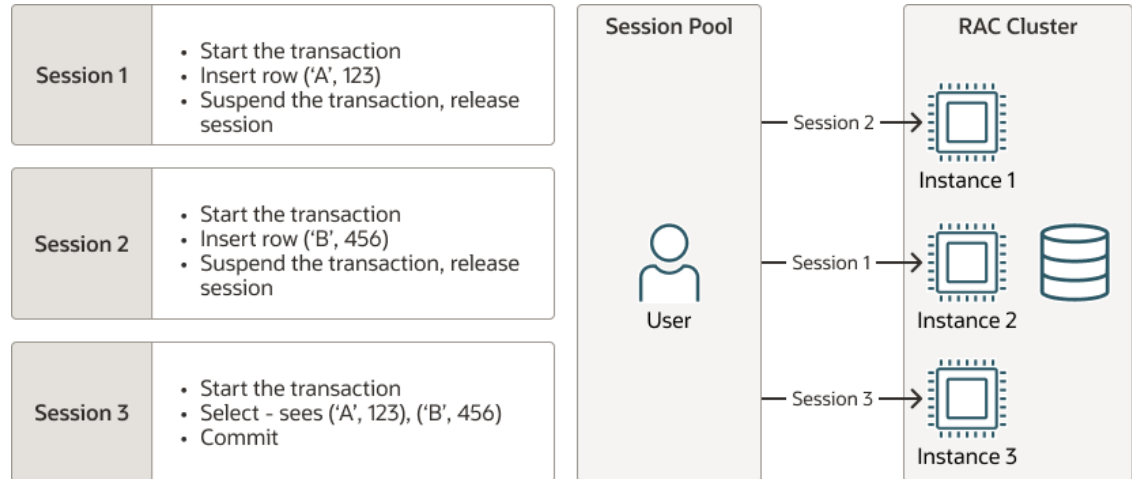 Session 1
• Start the transaction
• Insert row (‘A’, 123)
• Suspend the transaction, release
session
Session 2
• Start the transaction
• Insert row (‘B’, 456)
• Suspend the transaction, release
session
Session 3
• Start the transaction
• Select - sees (‘A’, 123), (‘B’, 456)
• Commit
Session Pool
User
Session 2
Session 1
Session 3
RAC Cluster
Instance 1
Instance 2
Instance 3